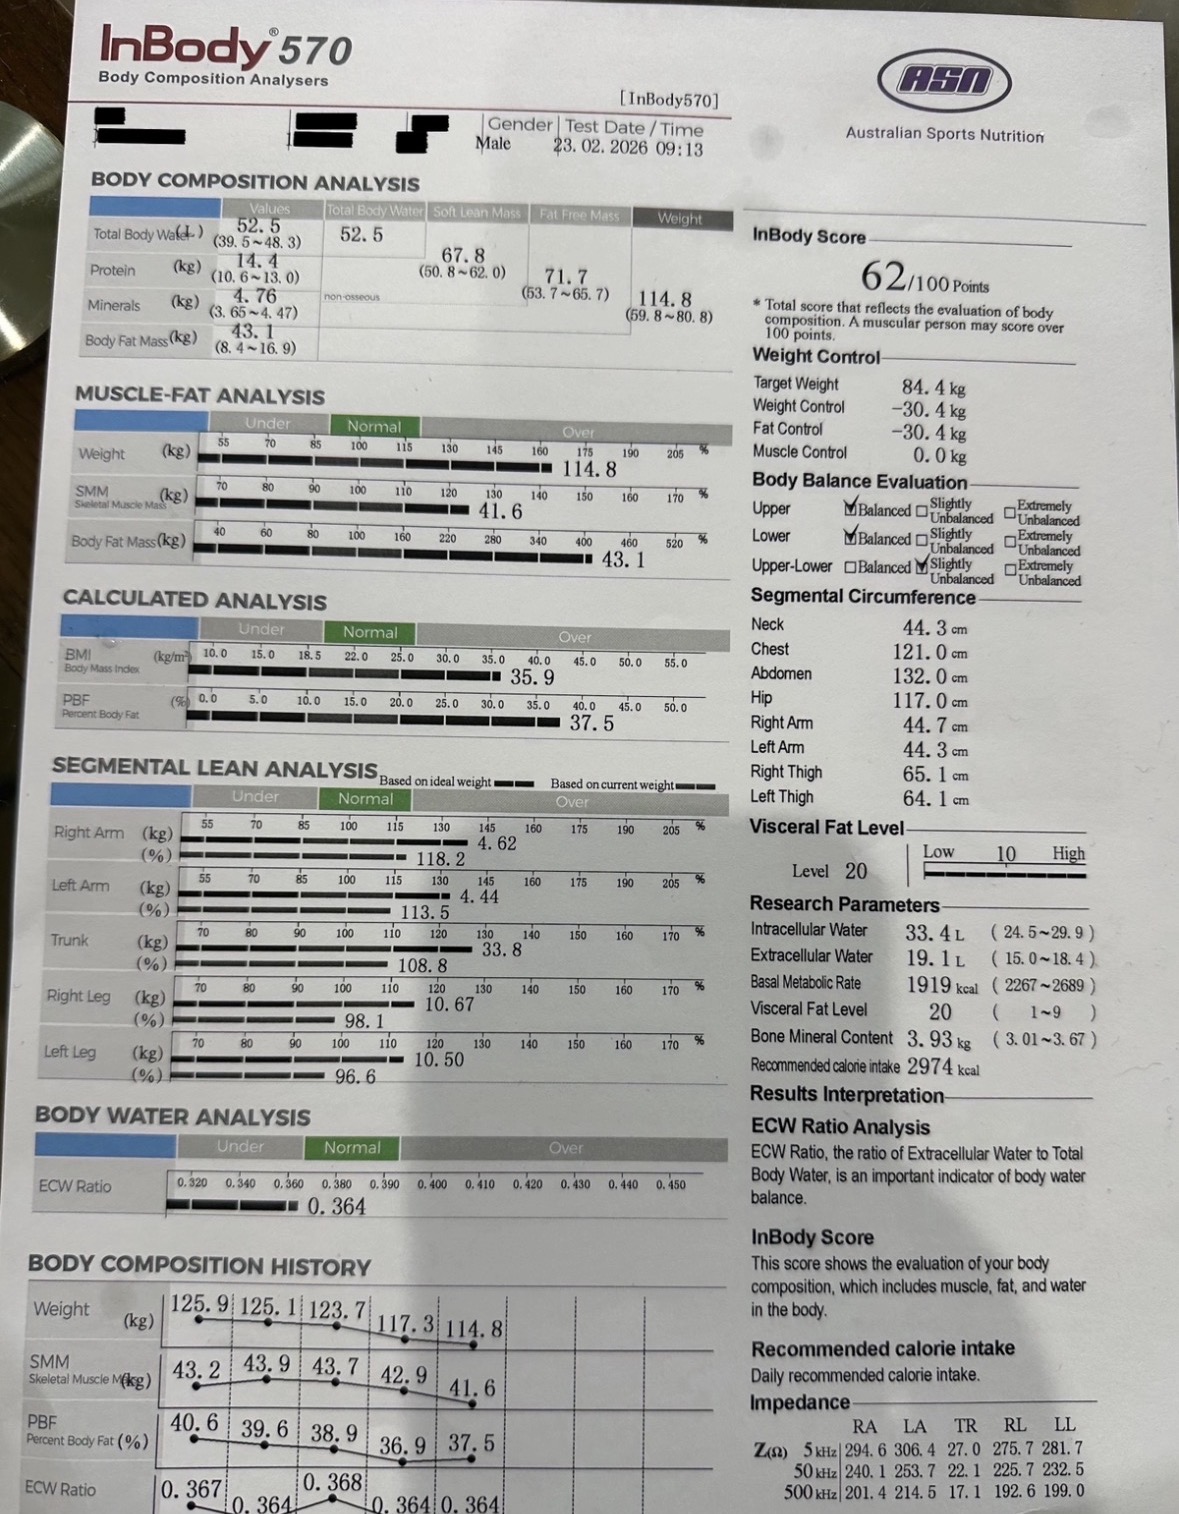 InBody®570
Body Composition Analysers
[InBody570]
ASN
Australian Sports Nutrition
Gender Test Date / Time
Male 23. 02. 2026 09:13
BODY COMPOSITION ANALYSIS
Values Total Body Water Soft Lean Mass Fat Free Mass Weight
Total Body Water (L) 52. 5 52. 5
(39. 5~48. 3)
67. 8
(50. 8~62. 0)
71. 7
(53. 7~65. 7)
114. 8
(59. 8~80. 8)
Protein (kg) 14. 4
(10. 6~13. 0)
Minerals (kg) 4. 76 non-osseous
(3. 65~4. 47)
Body Fat Mass (kg) 43. 1
(8. 4~16. 9)
MUSCLE-FAT ANALYSIS
Under Normal Over
55 70 85 100 115 130 145 160 175 190 205 %
Weight (kg) 114. 8
70 80 90 100 110 120 130 140 150 160 170 %
SMM (kg) 41. 6
Skeletal Muscle Mass
40 60 80 100 160 220 280 340 400 460 520 %
Body Fat Mass (kg) 43. 1
CALCULATED ANALYSIS
Under Normal Over
10. 0 15. 0 18. 5 22. 0 25. 0 30. 0 35. 0 40. 0 45. 0 50. 0 55. 0
BMI (kg/m²) 35. 9
Body Mass Index
0. 0 5. 0 10. 0 15. 0 20. 0 25. 0 30. 0 35. 0 40. 0 45. 0 50. 0
PBF (%) 37. 5
Percent Body Fat
SEGMENTAL LEAN ANALYSIS Based on ideal weight Based on current weight
Under Normal Over
55 70 85 100 115 130 145 160 175 190 205 %
Right Arm (kg) 4. 62
(%) 118. 2
55 70 85 100 115 130 145 160 175 190 205 %
Left Arm (kg) 4. 44
(%) 113. 5
70 80 90 100 110 120 130 140 150 160 170 %
Trunk (kg) 33. 8
(%) 108. 8
70 80 90 100 110 120 130 140 150 160 170 %
Right Leg (kg) 10. 67
(%) 98. 1
70 80 90 100 110 120 130 140 150 160 170 %
Left Leg (kg) 10. 50
(%) 96. 6
BODY WATER ANALYSIS
Under Normal Over
0. 320 0. 340 0. 360 0. 380 0. 390 0. 400 0. 410 0. 420 0. 430 0. 440 0. 450
ECW Ratio 0. 364
BODY COMPOSITION HISTORY
Weight (kg) 125. 9 125. 1 123. 7 117. 3 114. 8
SMM (kg) 43. 2 43. 9 43. 7 42. 9 41. 6
Skeletal Muscle
PBF 40. 6 39. 6 38. 9 36. 9 37. 5
Percent Body Fat (%)
ECW Ratio 0. 367 0. 364 0. 368 0. 364 0. 364
InBody Score
62/100 Points
* Total score that reflects the evaluation of body
composition. A muscular person may score over
100 points.
Weight Control
Target Weight 84. 4 kg
Weight Control -30. 4 kg
Fat Control -30. 4 kg
Muscle Control 0. 0 kg
Body Balance Evaluation
Upper Balanced Slightly Unbalanced Extremely Unbalanced
Lower Balanced Slightly Unbalanced Extremely Unbalanced
Upper-Lower Balanced Slightly Unbalanced Extremely Unbalanced
Segmental Circumference
Neck 44. 3 cm
Chest 121. 0 cm
Abdomen 132. 0 cm
Hip 117. 0 cm
Right Arm 44. 7 cm
Left Arm 44. 3 cm
Right Thigh 65. 1 cm
Left Thigh 64. 1 cm
Visceral Fat Level
Low 10 High
Level 20
Research Parameters
Intracellular Water 33. 4 L ( 24. 5~29. 9 )
Extracellular Water 19. 1 L ( 15. 0~18. 4 )
Basal Metabolic Rate 1919 kcal ( 2267~2689 )
Visceral Fat Level 20 ( 1~9 )
Bone Mineral Content 3. 93 kg ( 3. 01~3. 67 )
Recommended calorie intake 2974 kcal
Results Interpretation
ECW Ratio Analysis
ECW Ratio, the ratio of Extracellular Water to Total
Body Water, is an important indicator of body water
balance.
InBody Score
This score shows the evaluation of your body
composition, which includes muscle, fat, and water
in the body.
Recommended calorie intake
Daily recommended calorie intake.
Impedance
RA LA TR RL LL
Z(Ω) 5 kHz 294. 6 306. 4 27. 0 275. 7 281. 7
50 kHz 240. 1 253. 7 22. 1 225. 7 232. 5
500 kHz 201. 4 214. 5 17. 1 192. 6 199. 0